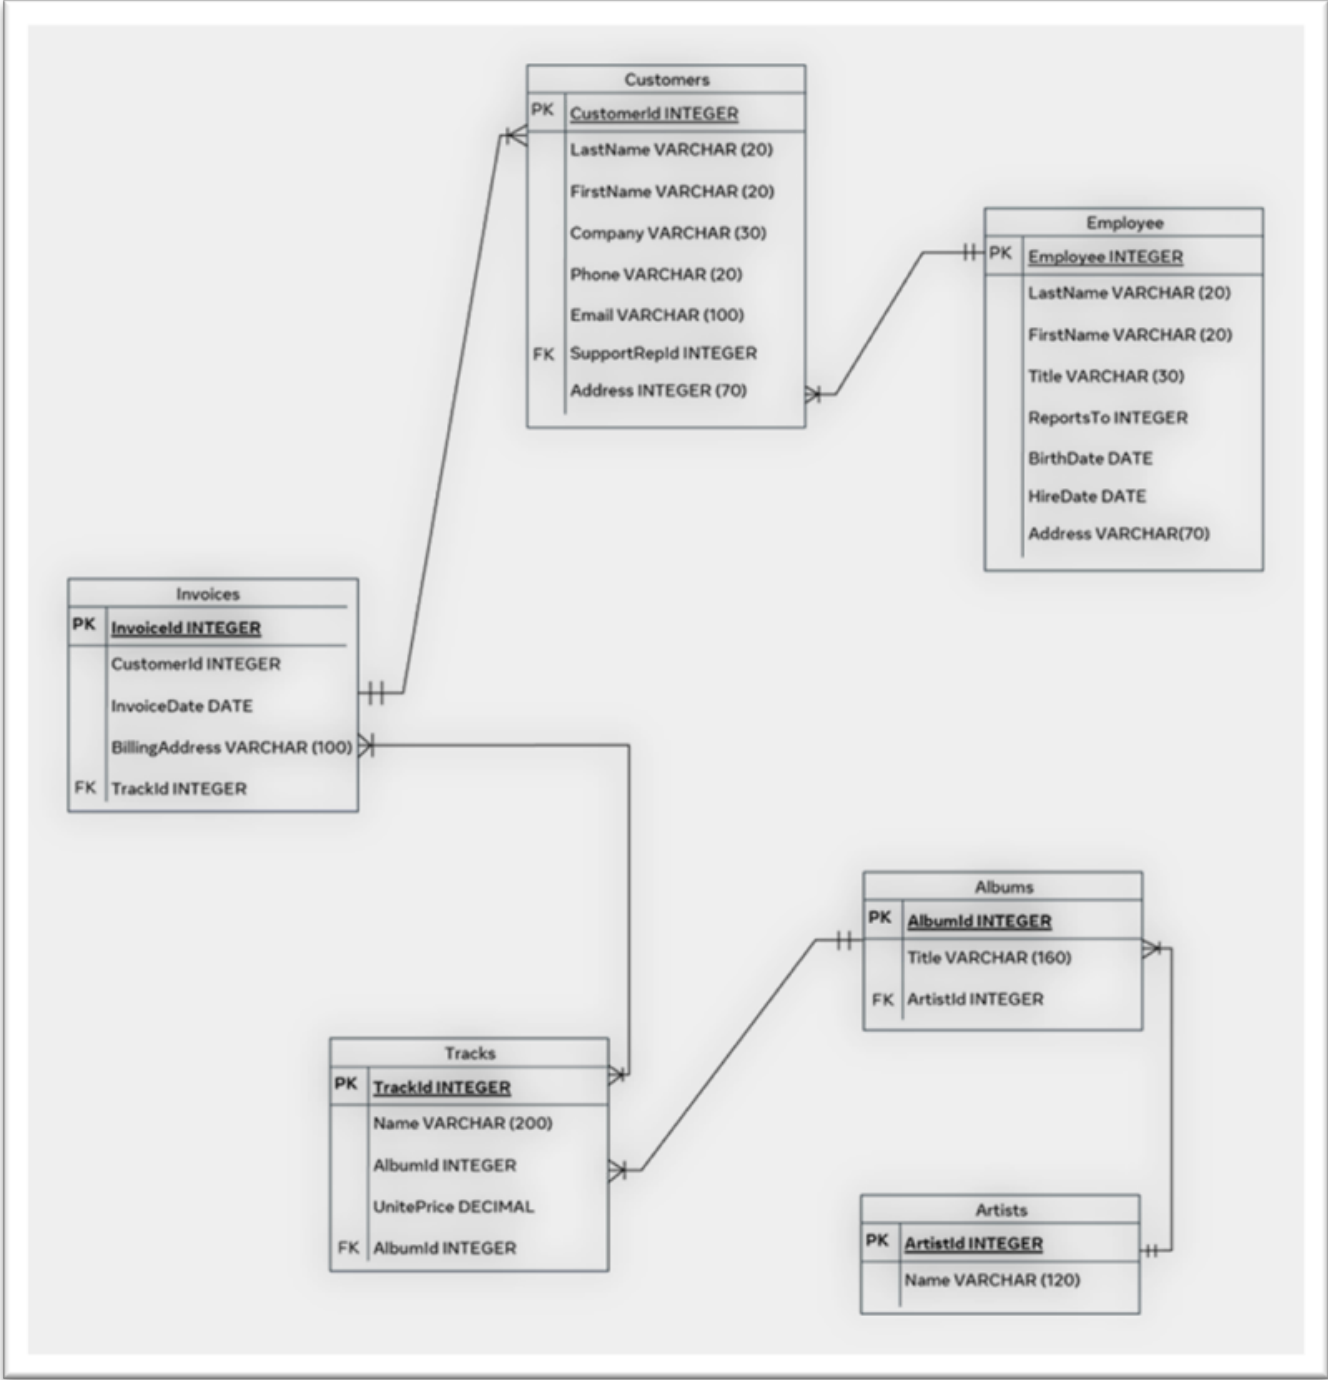 Customers
PK CustomerId INTEGER
LastName VARCHAR (20)
FirstName VARCHAR (20)
Company VARCHAR (30)
Phone VARCHAR (20)
Email VARCHAR (100)
FK SupportRepId INTEGER
Address INTEGER (70)
Employee
PK Employee INTEGER
LastName VARCHAR (20)
FirstName VARCHAR (20)
Title VARCHAR (30)
ReportsTo INTEGER
BirthDate DATE
HireDate DATE
Address VARCHAR(70)
Invoices
PK InvoiceId INTEGER
CustomerId INTEGER
InvoiceDate DATE
BillingAddress VARCHAR (100)
FK TrackId INTEGER
Albums
PK AlbumId INTEGER
Title VARCHAR (160)
FK ArtistId INTEGER
Tracks
PK TrackId INTEGER
Name VARCHAR (200)
AlbumId INTEGER
UnitePrice DECIMAL
FK AlbumId INTEGER
Artists
PK ArtistId INTEGER
Name VARCHAR (120)